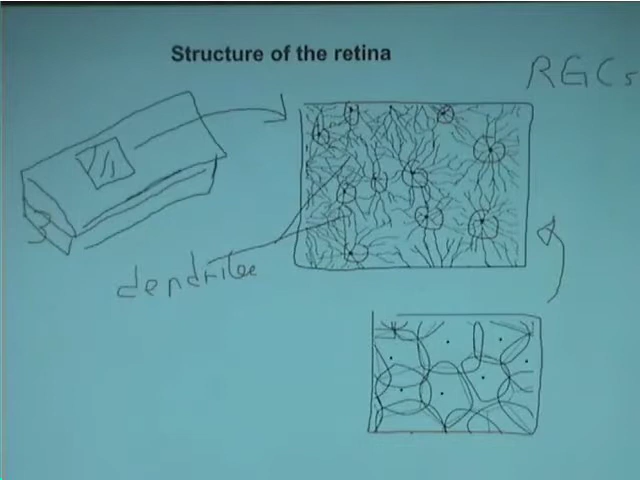 Structure of the retina
RGCs
dendrites